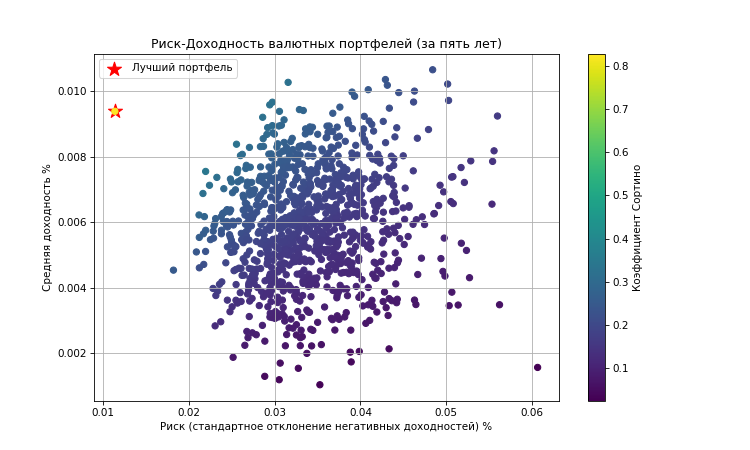 Риск-Доходность валютных портфелей (за пять лет)
Лучший портфель
Средняя доходность %
0.010
0.008
0.006
0.004
0.002
0.01 0.02 0.03 0.04 0.05 0.06
Риск (стандартное отклонение негативных доходностей) %
0.8
0.7
0.6
0.5
0.4
0.3
0.2
0.1
Коэффициент Сортино